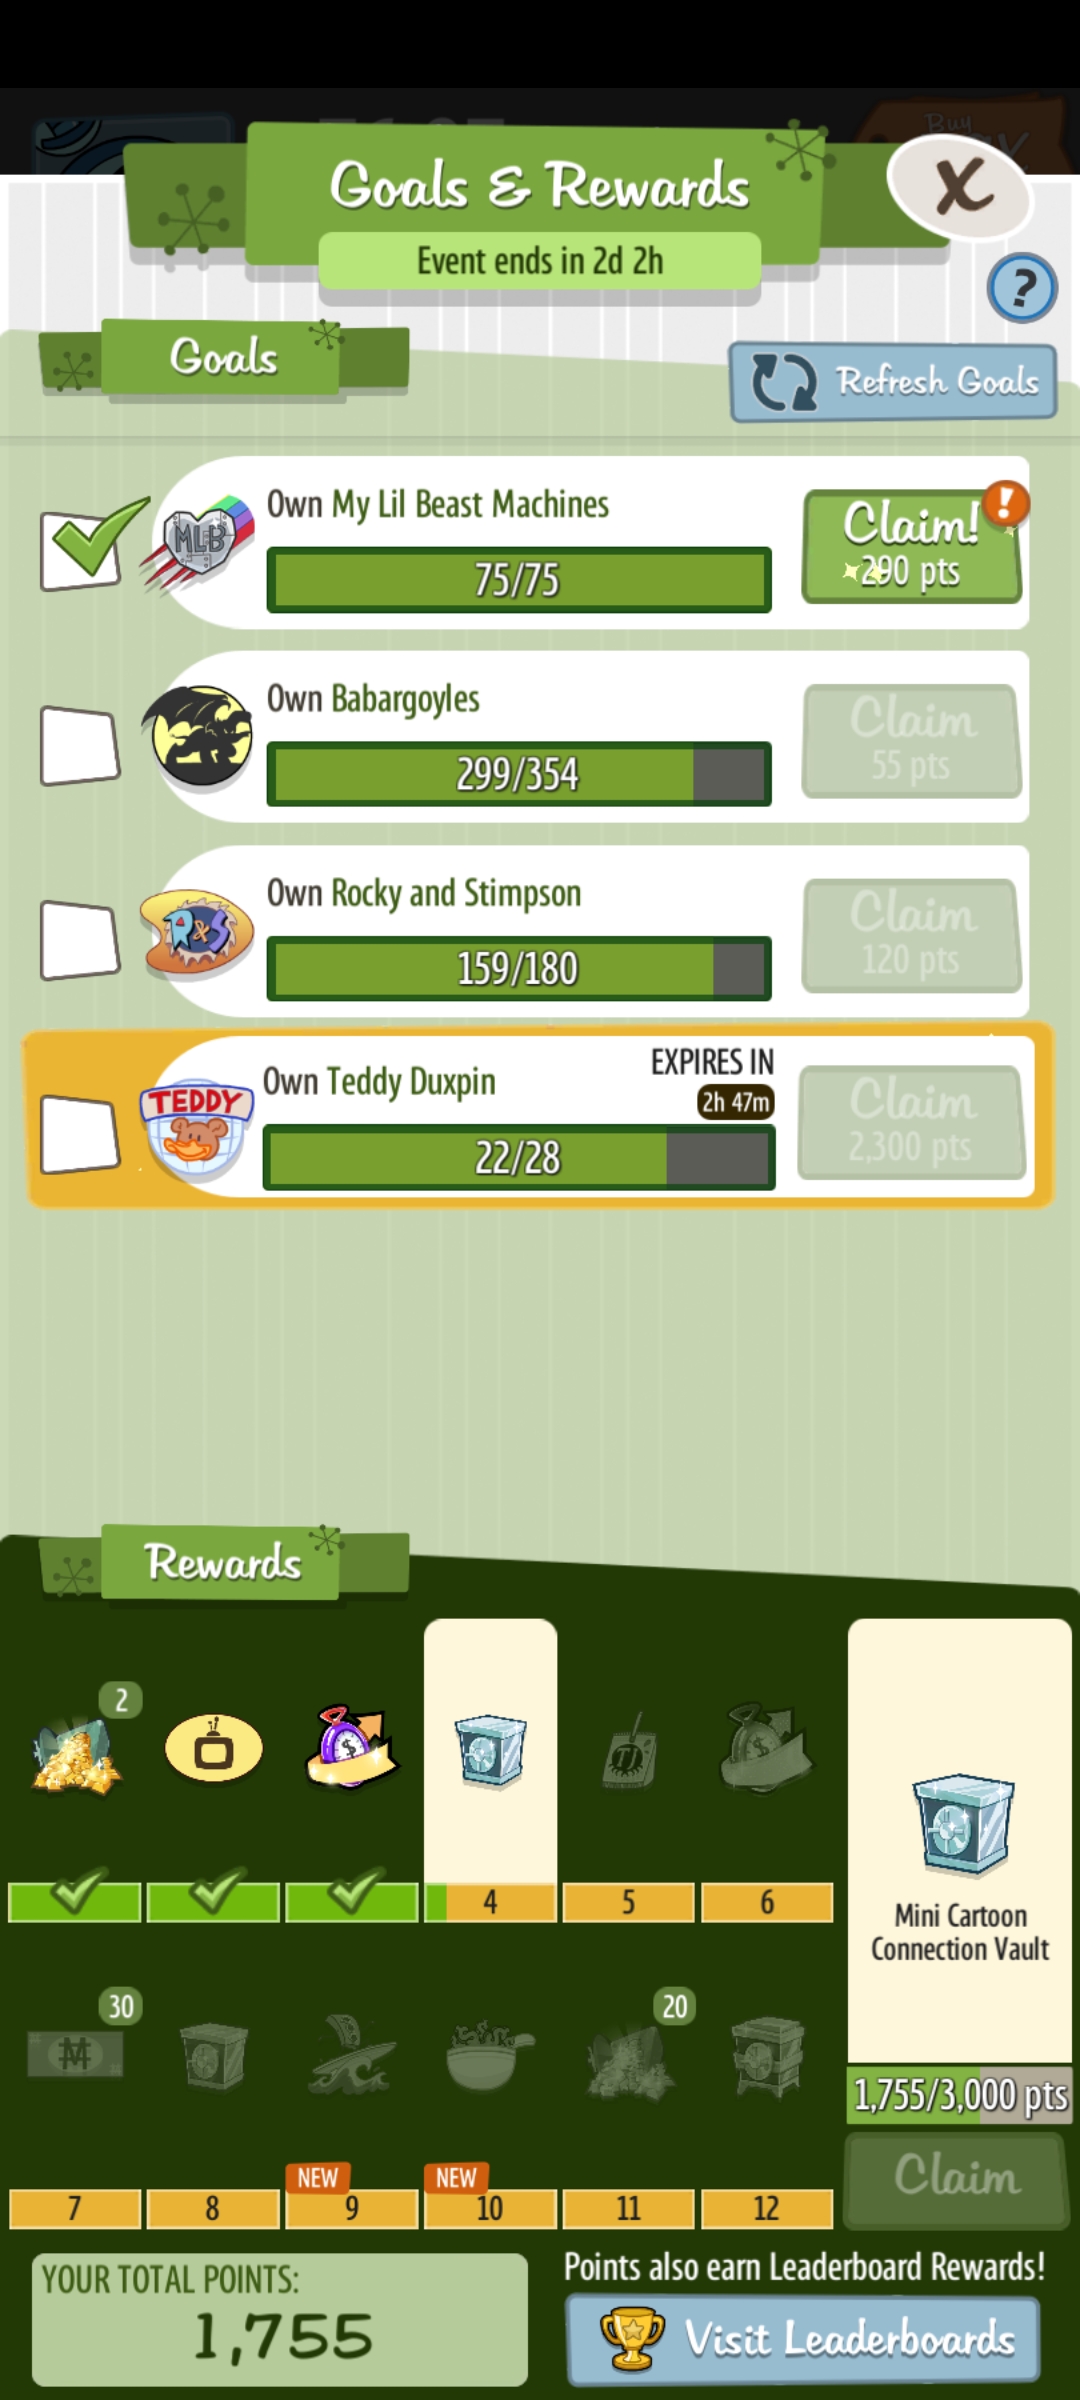 Buy
Goals & Rewards
X
Event ends in 2d 2h
?
Goals
Refresh Goals
MLB
Own My Lil Beast Machines
75/75
Claim!
!
290 pts
Own Babargoyles
299/354
Claim
55 pts
R&S
Own Rocky and Stimpson
159/180
Claim
120 pts
TEDDY
Own Teddy Duxpin
EXPIRES IN
2h 47m
22/28
Claim
2,300 pts
Rewards
2
4
5
6
Mini Cartoon
Connection Vault
30
20
1,755/3,000 pts
NEW
NEW
7
8
9
10
11
12
Claim
YOUR TOTAL POINTS:
1,755
Points also earn Leaderboard Rewards!
Visit Leaderboards